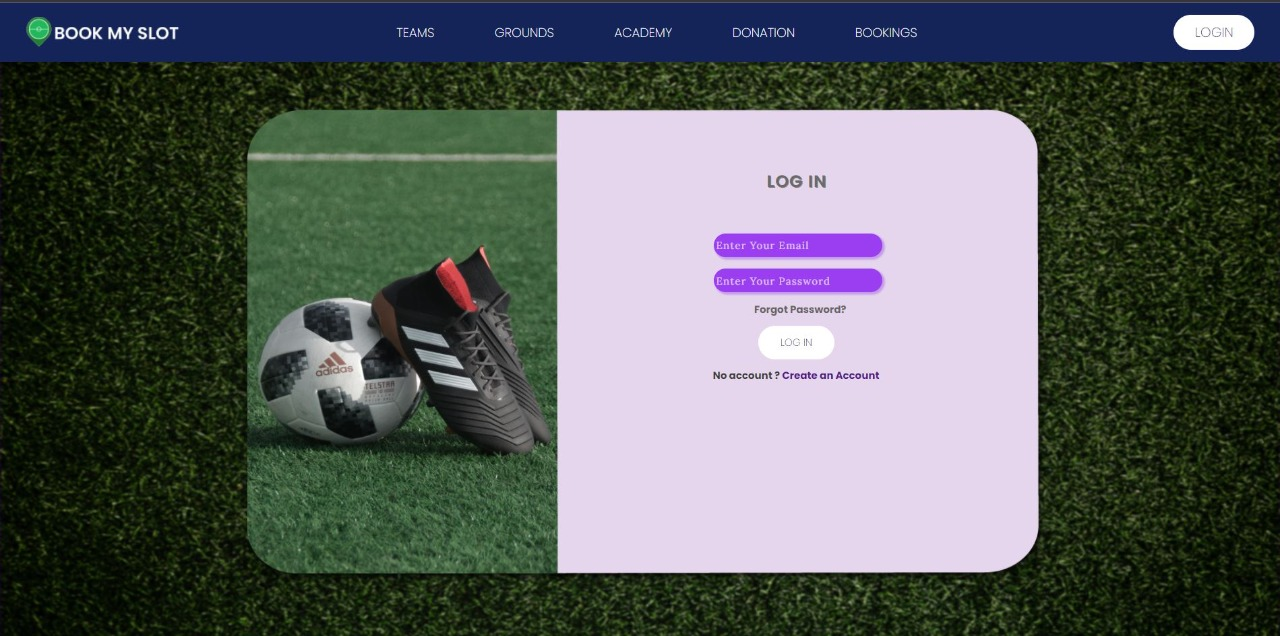 BOOK MY SLOT
TEAMS
GROUNDS
ACADEMY
DONATION
BOOKINGS
LOGIN
LOG IN
Enter Your Email
Enter Your Password
Forgot Password?
LOG IN
No account ? Create an Account
adidas
TELSTAR